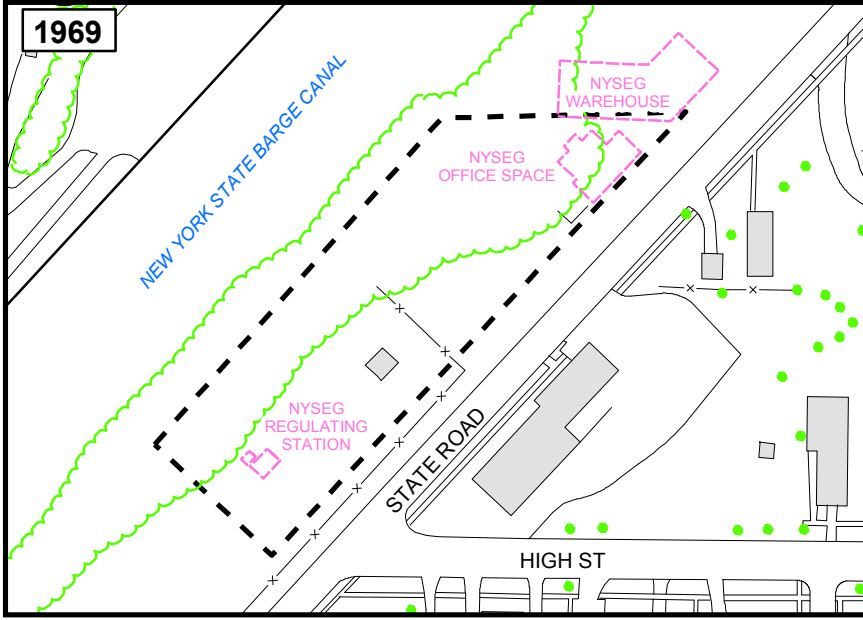 1969
NYSEG
WAREHOUSE
NEW YORK STATE BARGE CANAL
NYSEG
OFFICE SPACE
NYSEG
REGULATING
STATION
STATE ROAD
HIGH ST